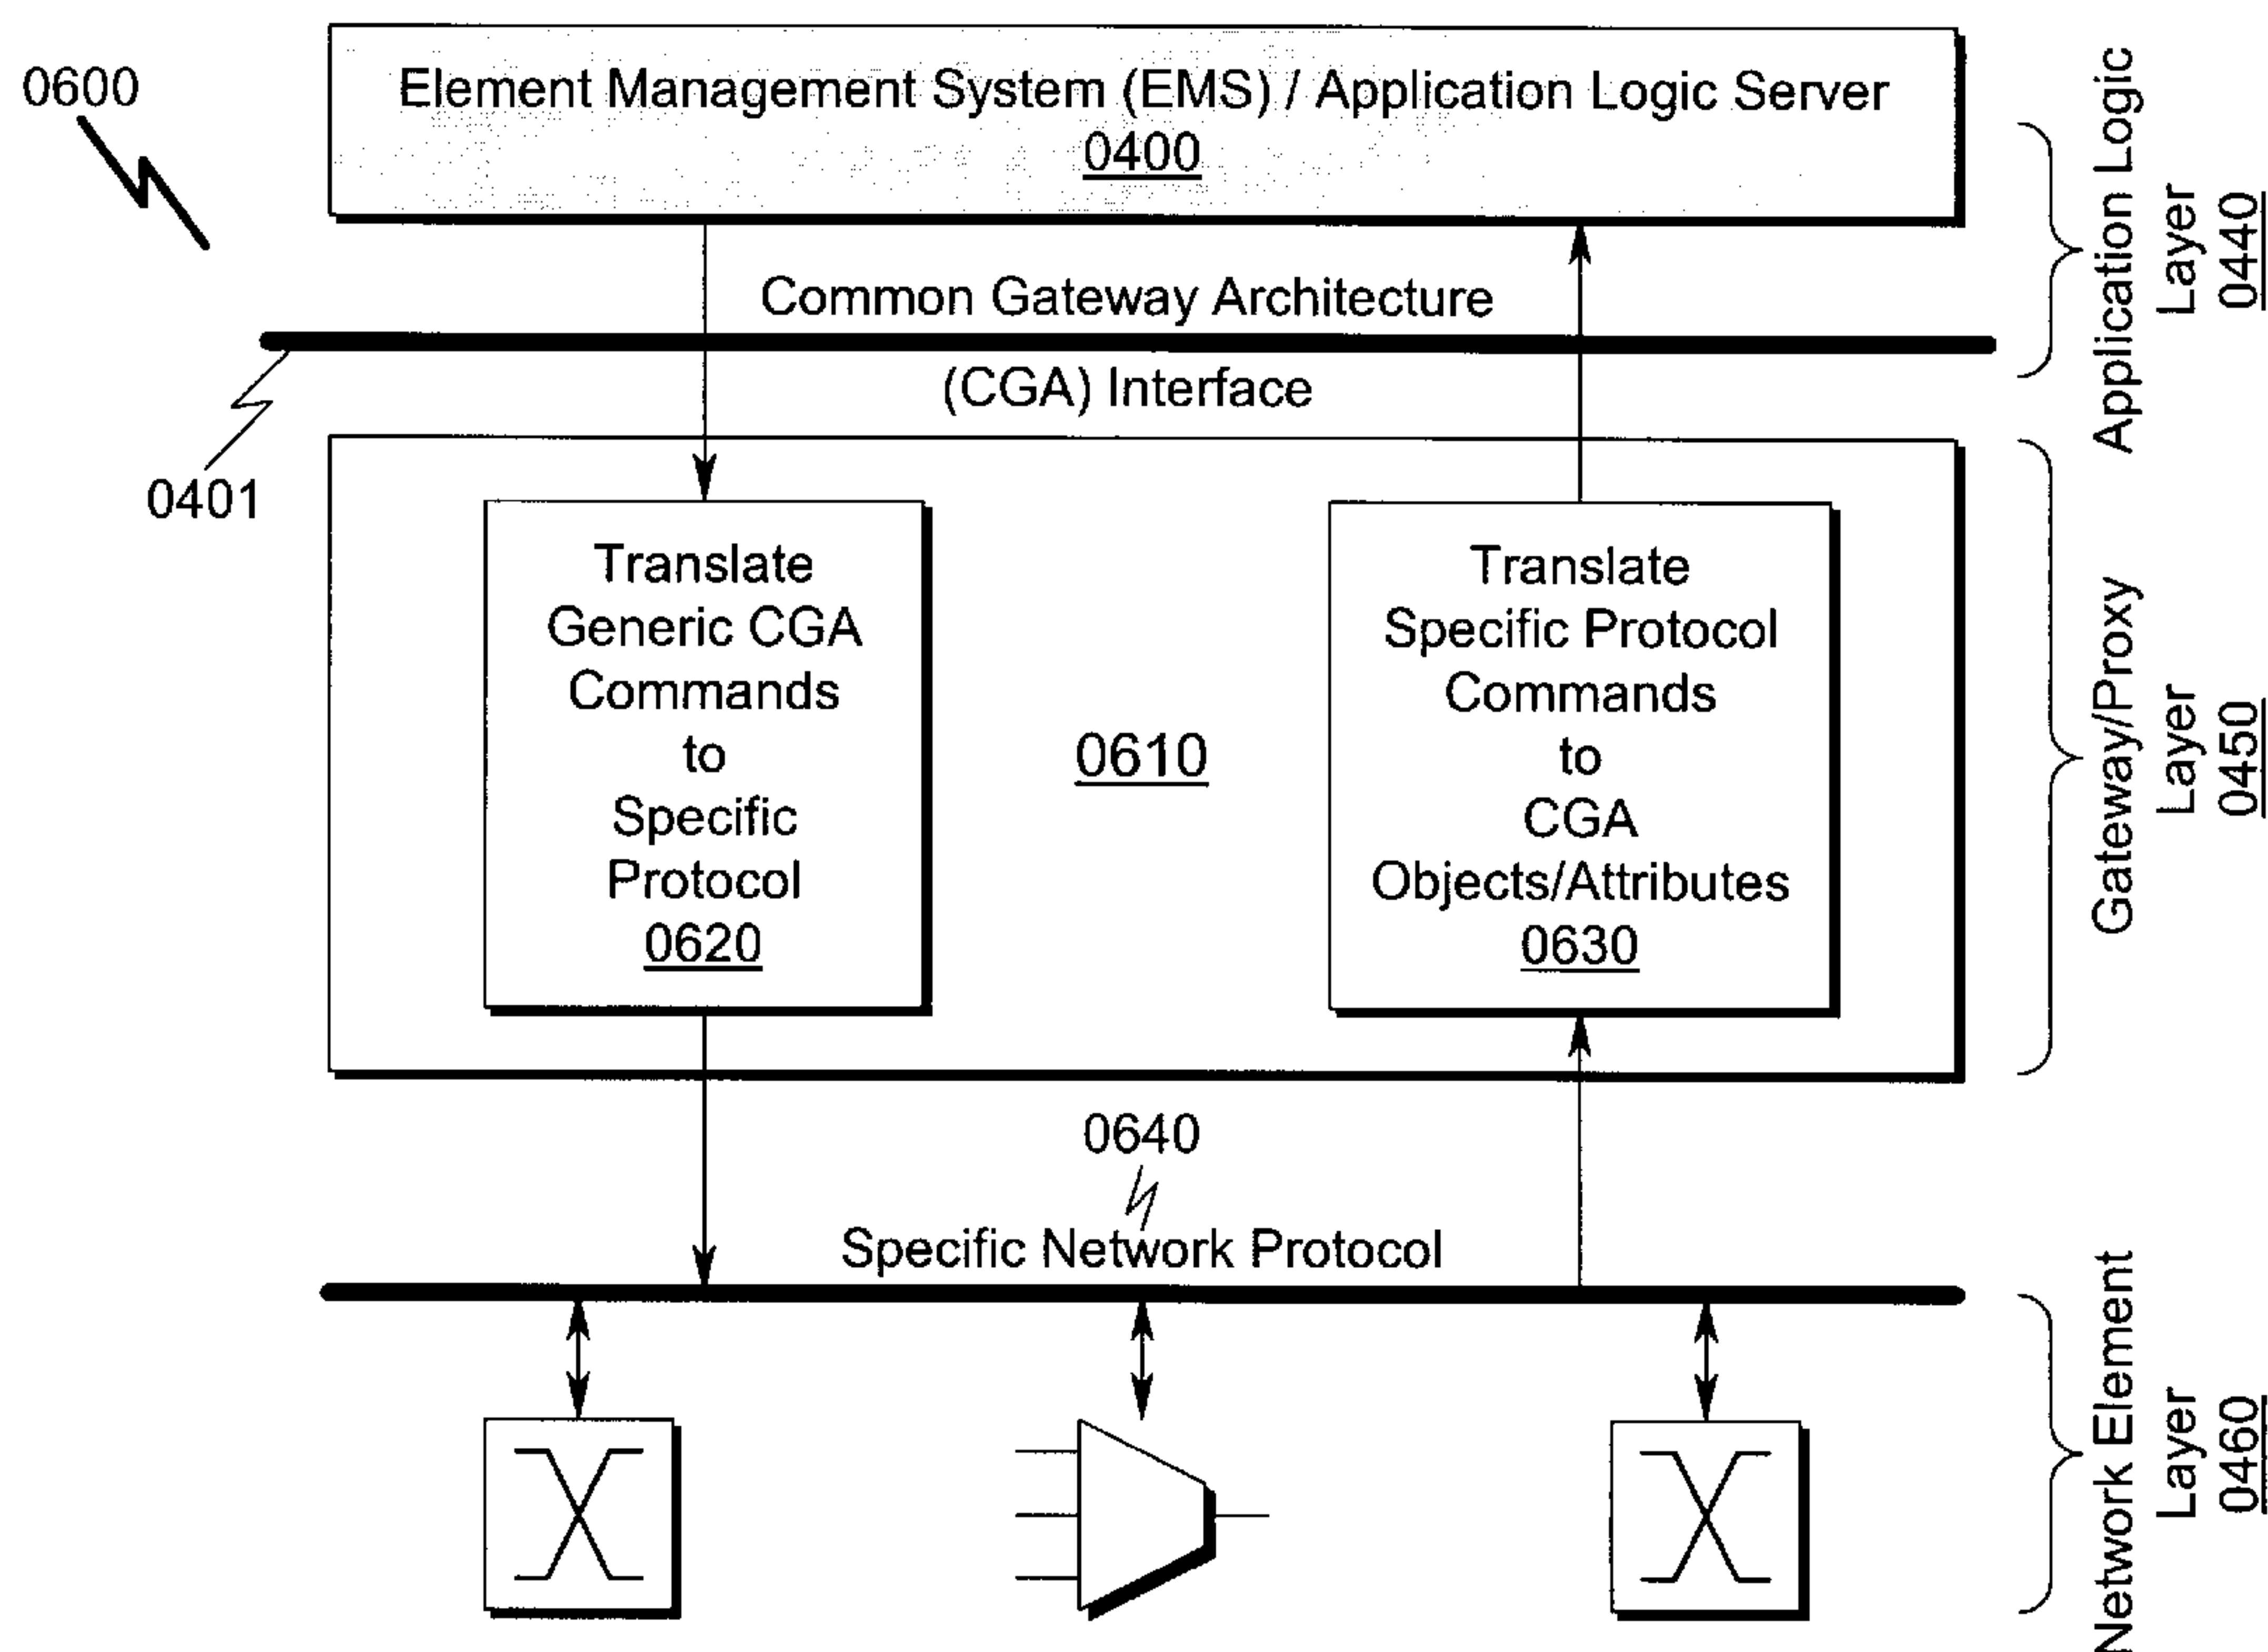 0600
Element Management System (EMS) / Application Logic Server
0400
Common Gateway Architecture
(CGA) Interface
0401
Application Logic
Layer
0440
Translate
Generic CGA
Commands
to
Specific
Protocol
0620
0610
Translate
Specific Protocol
Commands
to
CGA
Objects/Attributes
0630
Gateway/Proxy
Layer
0450
0640
Specific Network Protocol
Network Element
Layer
0460